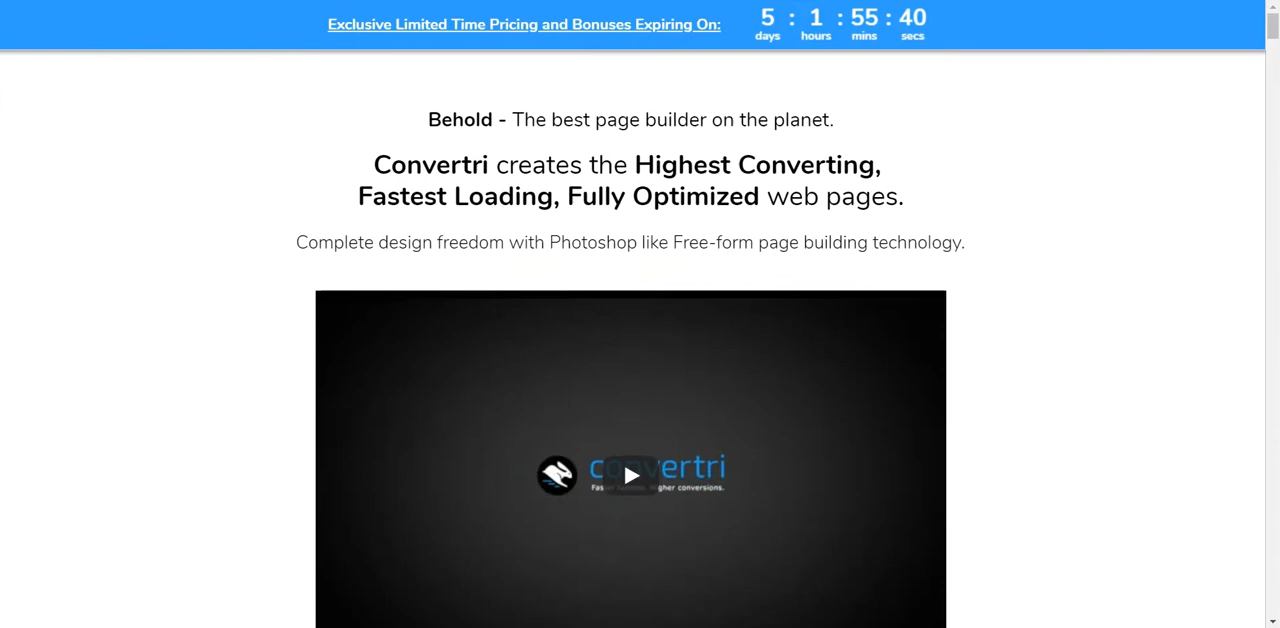 Exclusive Limited Time Pricing and Bonuses Expiring On:
5 : 1 : 55 : 40
days hours mins secs
Behold - The best page builder on the planet.
Convertri creates the Highest Converting,
Fastest Loading, Fully Optimized web pages.
Complete design freedom with Photoshop like Free-form page building technology.
convertri
conversions.